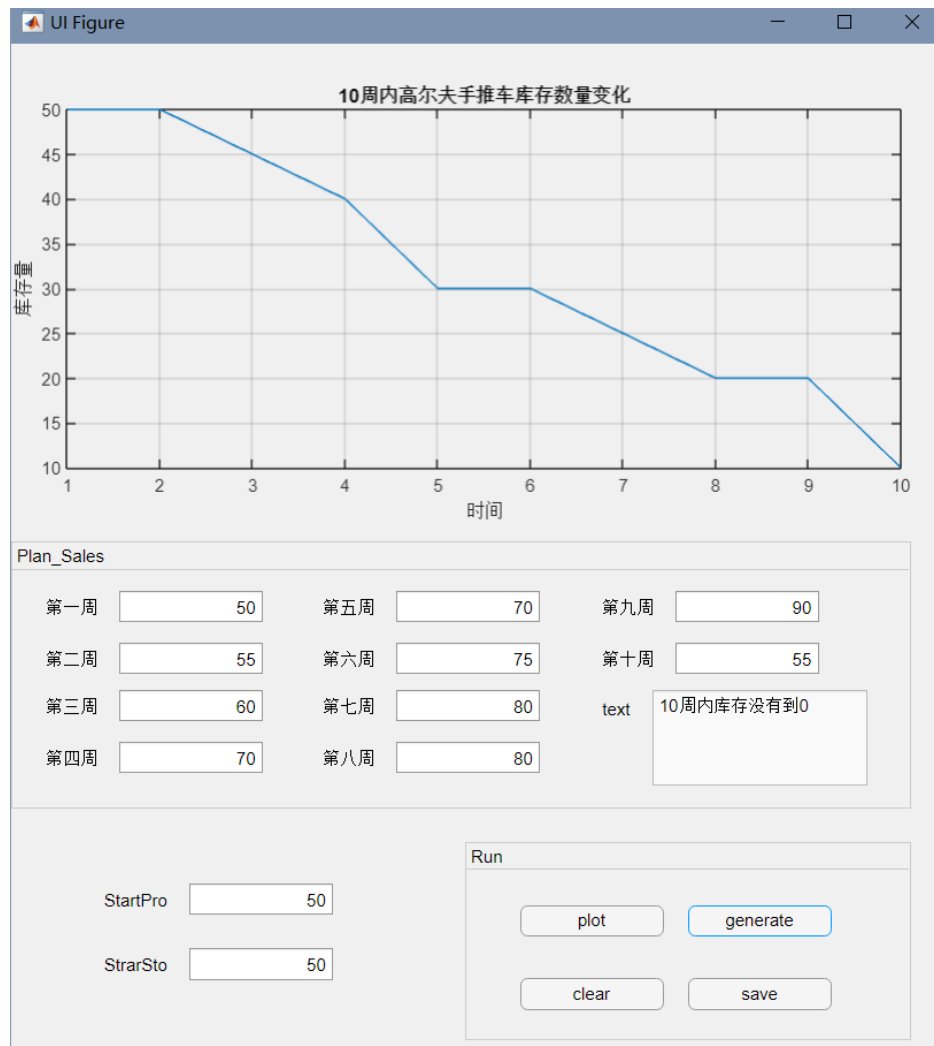 UI Figure
10周内高尔夫手推车库存数量变化
50
45
40
35
30
25
20
15
10
库存量
1 2 3 4 5 6 7 8 9 10
时间
Plan_Sales
第一周 50 第五周 70 第九周 90
第二周 55 第六周 75 第十周 55
第三周 60 第七周 80 text 10周内库存没有到0
第四周 70 第八周 80
StartPro 50
StrarSto 50
Run
plot generate
clear save